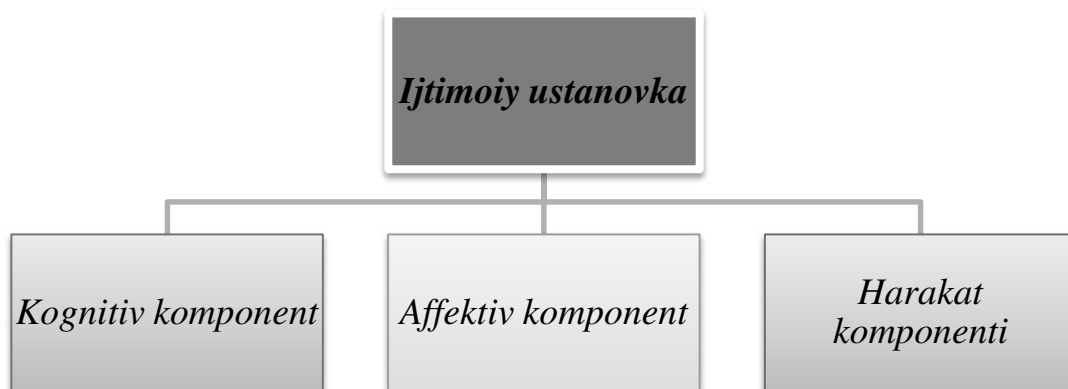 Ijtimoiy ustanovka
Kognitiv komponent
Affektiv komponent
Harakat
komponenti